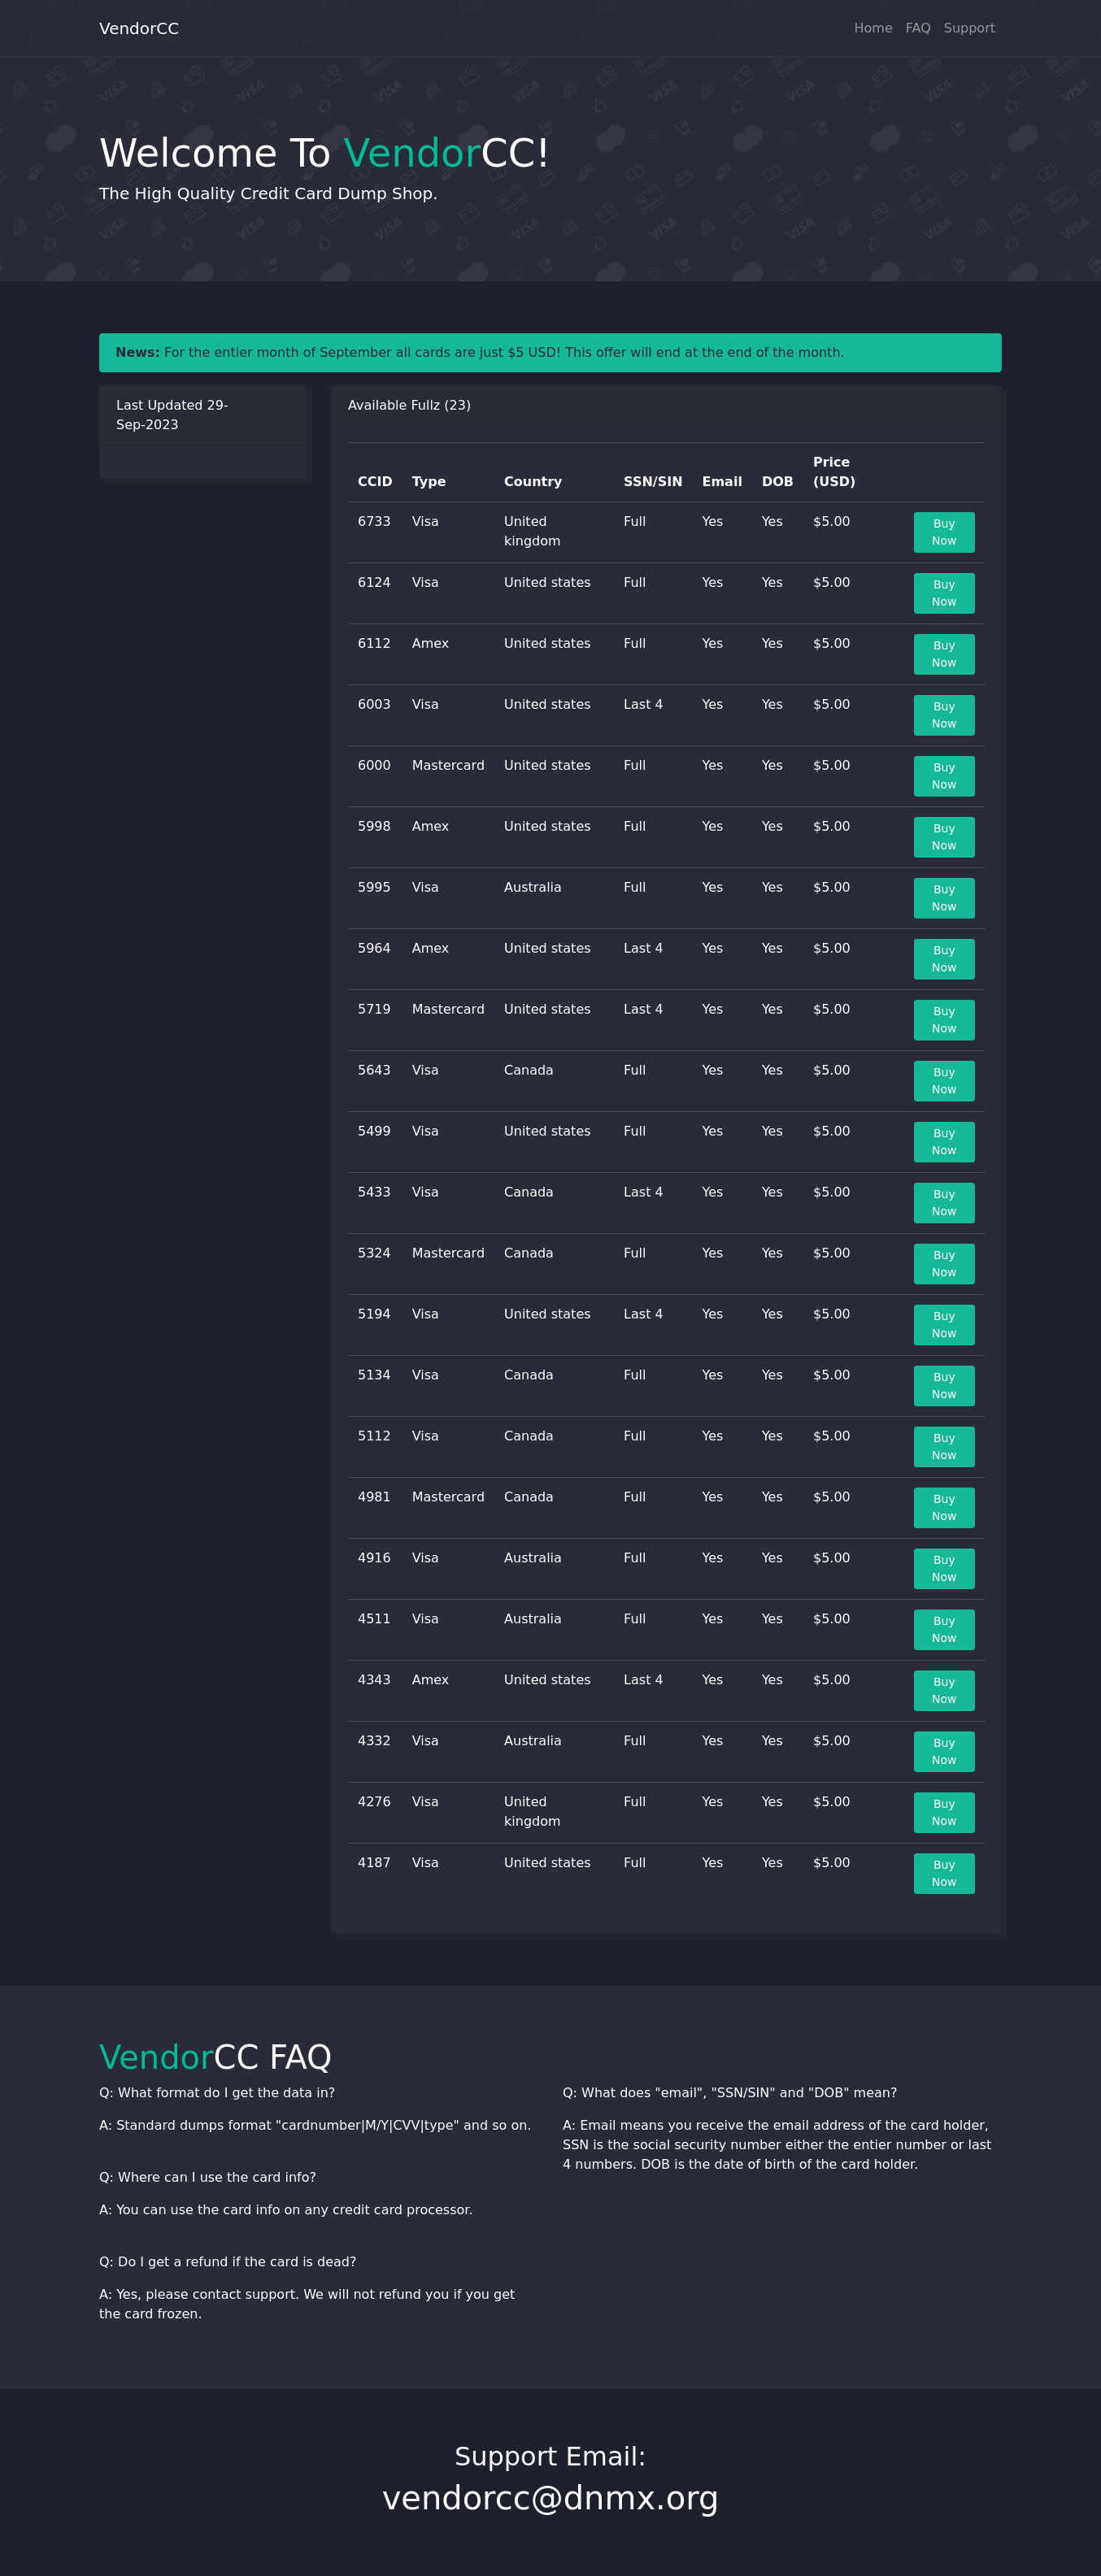 VendorCC
Home FAQ Support
Welcome To VendorCC!
The High Quality Credit Card Dump Shop.
News: For the entier month of September all cards are just $5 USD! This offer will end at the end of the month.
Last Updated 29-
Sep-2023
Available Fullz (23)
CCID Type Country SSN/SIN Email DOB Price
(USD)
6733 Visa United
kingdom Full Yes Yes $5.00 Buy
Now
6124 Visa United states Full Yes Yes $5.00 Buy
Now
6112 Amex United states Full Yes Yes $5.00 Buy
Now
6003 Visa United states Last 4 Yes Yes $5.00 Buy
Now
6000 Mastercard United states Full Yes Yes $5.00 Buy
Now
5998 Amex United states Full Yes Yes $5.00 Buy
Now
5995 Visa Australia Full Yes Yes $5.00 Buy
Now
5964 Amex United states Last 4 Yes Yes $5.00 Buy
Now
5719 Mastercard United states Last 4 Yes Yes $5.00 Buy
Now
5643 Visa Canada Full Yes Yes $5.00 Buy
Now
5499 Visa United states Full Yes Yes $5.00 Buy
Now
5433 Visa Canada Last 4 Yes Yes $5.00 Buy
Now
5324 Mastercard Canada Full Yes Yes $5.00 Buy
Now
5194 Visa United states Last 4 Yes Yes $5.00 Buy
Now
5134 Visa Canada Full Yes Yes $5.00 Buy
Now
5112 Visa Canada Full Yes Yes $5.00 Buy
Now
4981 Mastercard Canada Full Yes Yes $5.00 Buy
Now
4916 Visa Australia Full Yes Yes $5.00 Buy
Now
4511 Visa Australia Full Yes Yes $5.00 Buy
Now
4343 Amex United states Last 4 Yes Yes $5.00 Buy
Now
4332 Visa Australia Full Yes Yes $5.00 Buy
Now
4276 Visa United
kingdom Full Yes Yes $5.00 Buy
Now
4187 Visa United states Full Yes Yes $5.00 Buy
Now
VendorCC FAQ
Q: What format do I get the data in?
A: Standard dumps format "cardnumber|M/Y|CVV|type" and so on.
Q: Where can I use the card info?
A: You can use the card info on any credit card processor.
Q: Do I get a refund if the card is dead?
A: Yes, please contact support. We will not refund you if you get
the card frozen.
Q: What does "email", "SSN/SIN" and "DOB" mean?
A: Email means you receive the email address of the card holder,
SSN is the social security number either the entier number or last
4 numbers. DOB is the date of birth of the card holder.
Support Email:
vendorcc@dnmx.org